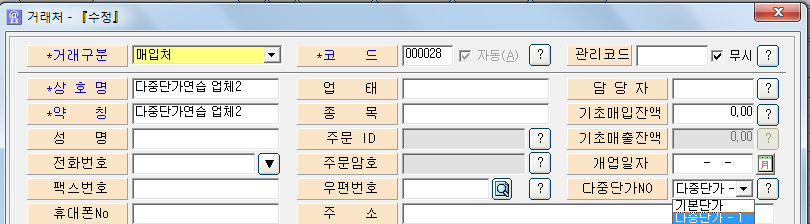 거래처 - 『수정』
*거래구분 매입처 *코 드 000028 자동(A) ? 관리코드 무시 ?
*상 호 명 다중단가연습 업체2 업 태 담 당 자 ?
*약 칭 다중단가연습 업체2 종 목 기초매입잔액 0.00 ?
성 명 주문 ID ? 기초매출잔액 0.00 ?
전화번호 ▼ 주문암호 ? 개업일자 - - 月
팩스번호 우편번호 ? 다중단가NO 다중단가 - ?
휴대폰No 주 소 기본단가
다중단가 - 1